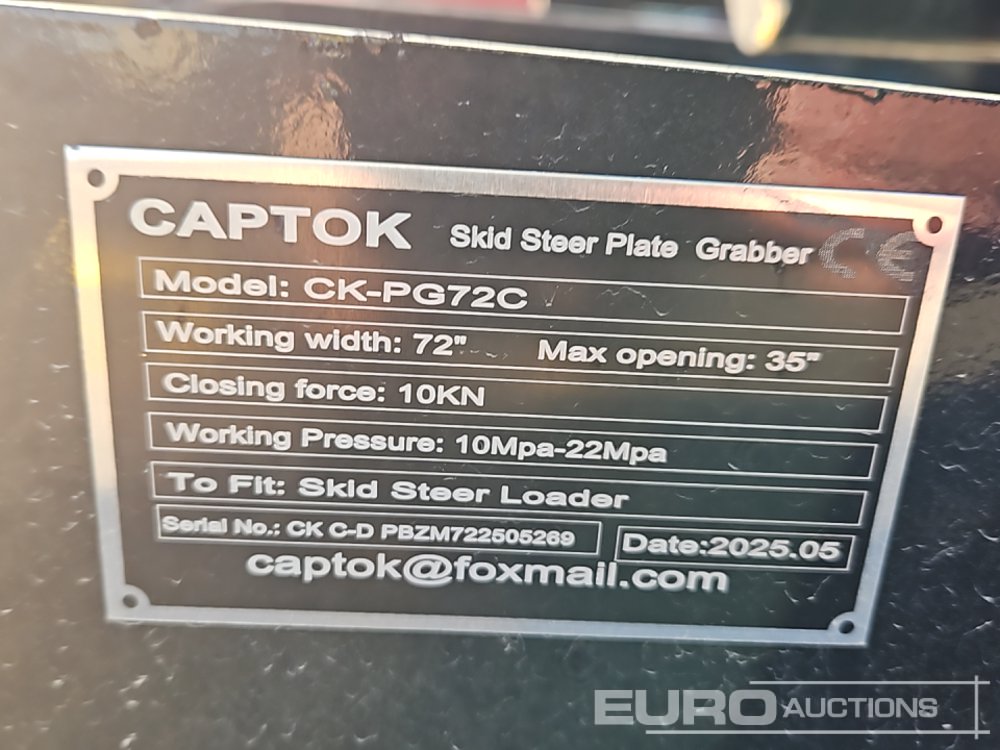 CAPTOK Skid Steer Plate Grabber CE
Model: CK-PG72C
Working width: 72" Max opening: 35"
Closing force: 10KN
Working Pressure: 10Mpa-22Mpa
To Fit: Skid Steer Loader
Serial No.: CK C-D PBZM722505269 Date:2025.05
captok@foxmail.com
EURO AUCTIONS